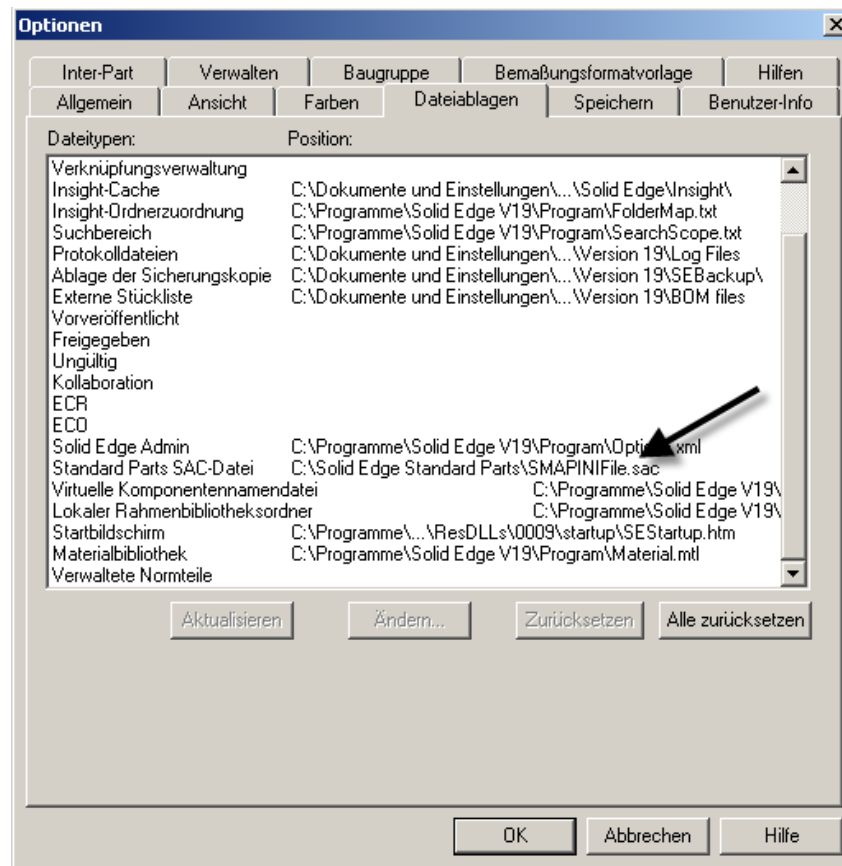 Optionen
Inter-Part Verwalten Baugruppe Bemaßungsformatvorlage Hilfen
Allgemein Ansicht Farben Dateiablagen Speichern Benutzer-Info
Dateitypen: Position:
Verknüpfungsverwaltung
Insight-Cache C:\Dokumente und Einstellungen\...\Solid Edge\Insight\
Insight-Ordnerzuordnung C:\Programme\Solid Edge V19\Program\FolderMap.txt
Suchbereich C:\Programme\Solid Edge V19\Program\SearchScope.txt
Protokolldateien C:\Dokumente und Einstellungen\...\Version 19\Log Files
Ablage der Sicherungskopie C:\Dokumente und Einstellungen\...\Version 19\SEBackup\
Externe Stückliste C:\Dokumente und Einstellungen\...\Version 19\BOM files
Vorveröffentlicht
Freigegeben
Ungültig
Kollaboration
ECR
ECO
Solid Edge Admin C:\Programme\Solid Edge V19\Program\Opti xml
Standard Parts SAC-Datei C:\Solid Edge Standard Parts\SMAPINIFile.sac
Virtuelle Komponentennamendatei C:\Programme\Solid Edge V19\
Lokaler Rahmenbibliotheksordner C:\Programme\Solid Edge V19\
Startbildschirm C:\Programme\...\ResDLLs\0009\startup\SEStartup.htm
Materialbibliothek C:\Programme\Solid Edge V19\Program\Material.mtl
Verwaltete Normteile
Aktualisieren Ändern... Zurücksetzen Alle zurücksetzen
OK Abbrechen Hilfe